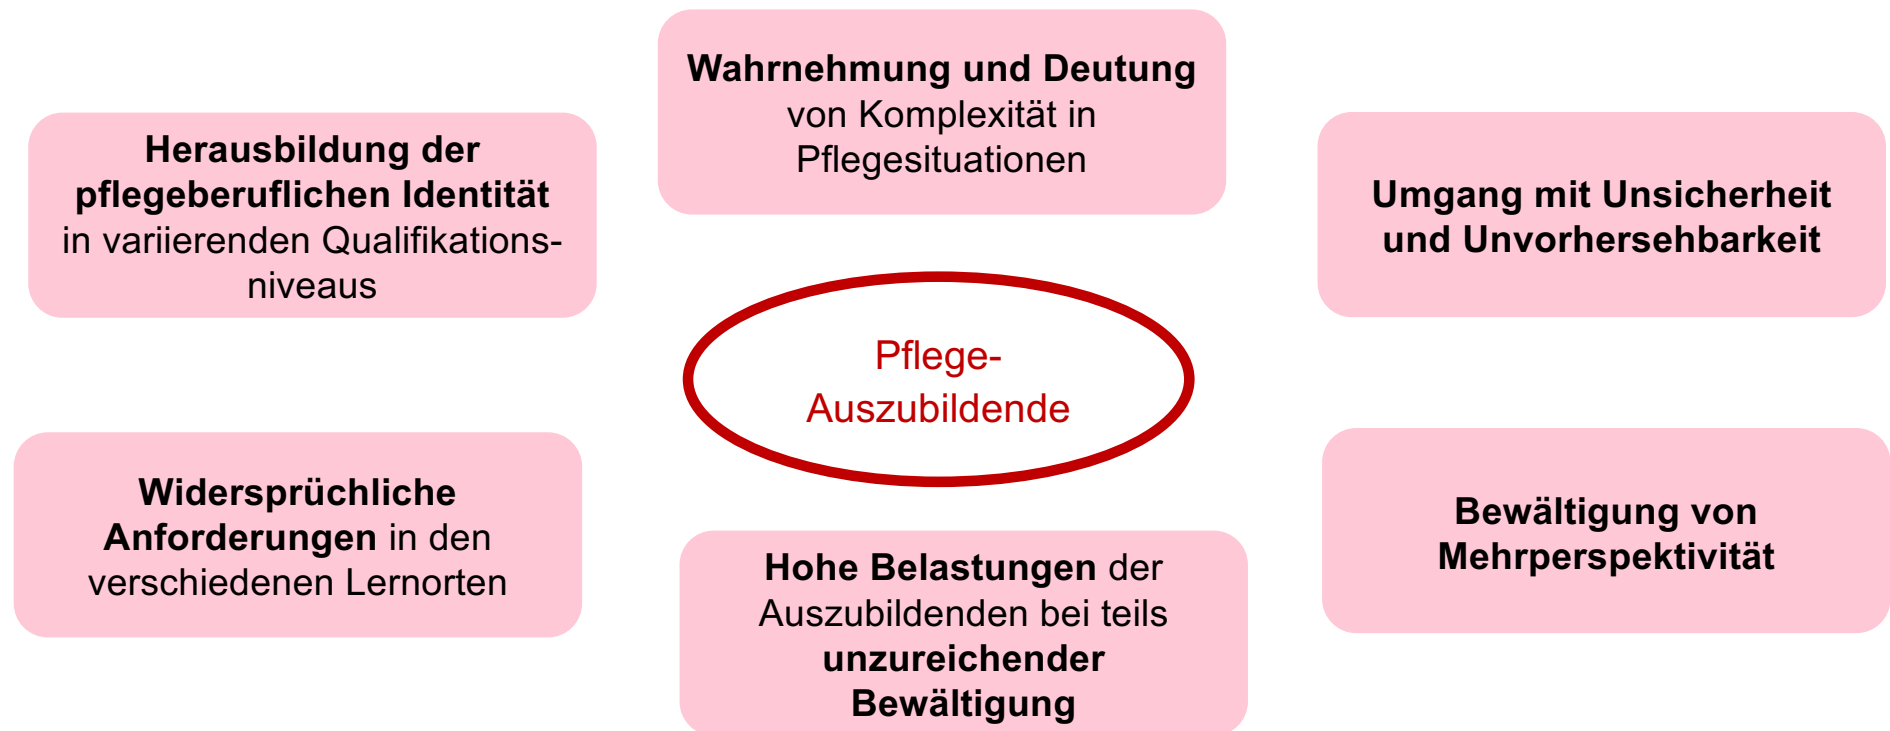 Wahrnehmung und Deutung
von Komplexität in
Pflegesituationen
Herausbildung der
pflegeberuflichen Identität
in variierenden Qualifikations-
niveaus
Umgang mit Unsicherheit
und Unvorhersehbarkeit
Pflege-
Auszubildende
Widersprüchliche
Anforderungen in den
verschiedenen Lernorten
Hohe Belastungen der
Auszubildenden bei teils
unzureichender
Bewältigung
Bewältigung von
Mehrperspektivität